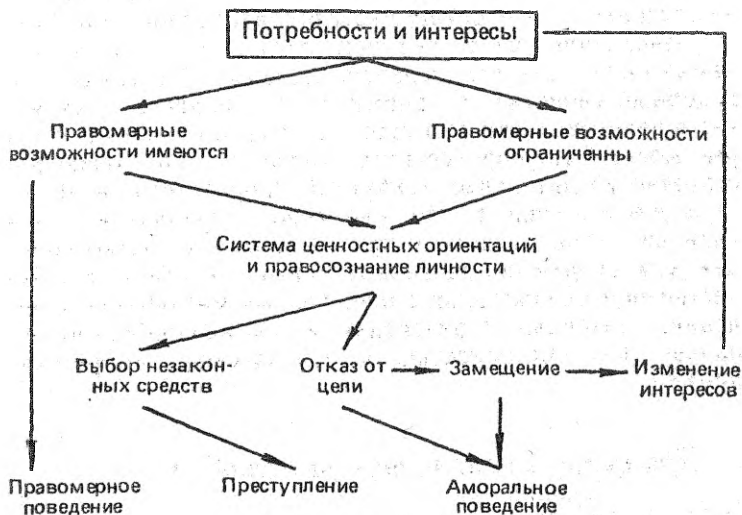 Потребности и интересы
Правомерные
возможности имеются
Правомерные возможности
ограниченны
Система ценностных ориентаций
и правосознание личности
Выбор незакон-
ных средств
Отказ от
цели
Замещение
Изменение
интересов
Правомерное
поведение
Преступление
Аморальное
поведение